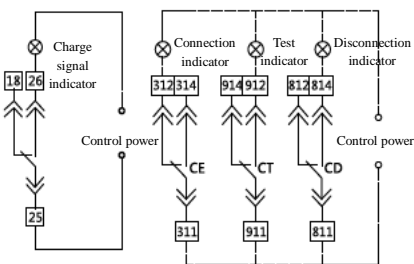 Charge
signal
indicator
Connection
indicator
Test
indicator
Disconnection
indicator
18 26
312 314
914 912
812 814
Control power
Control power
CE
CT
CD
25
311
911
811